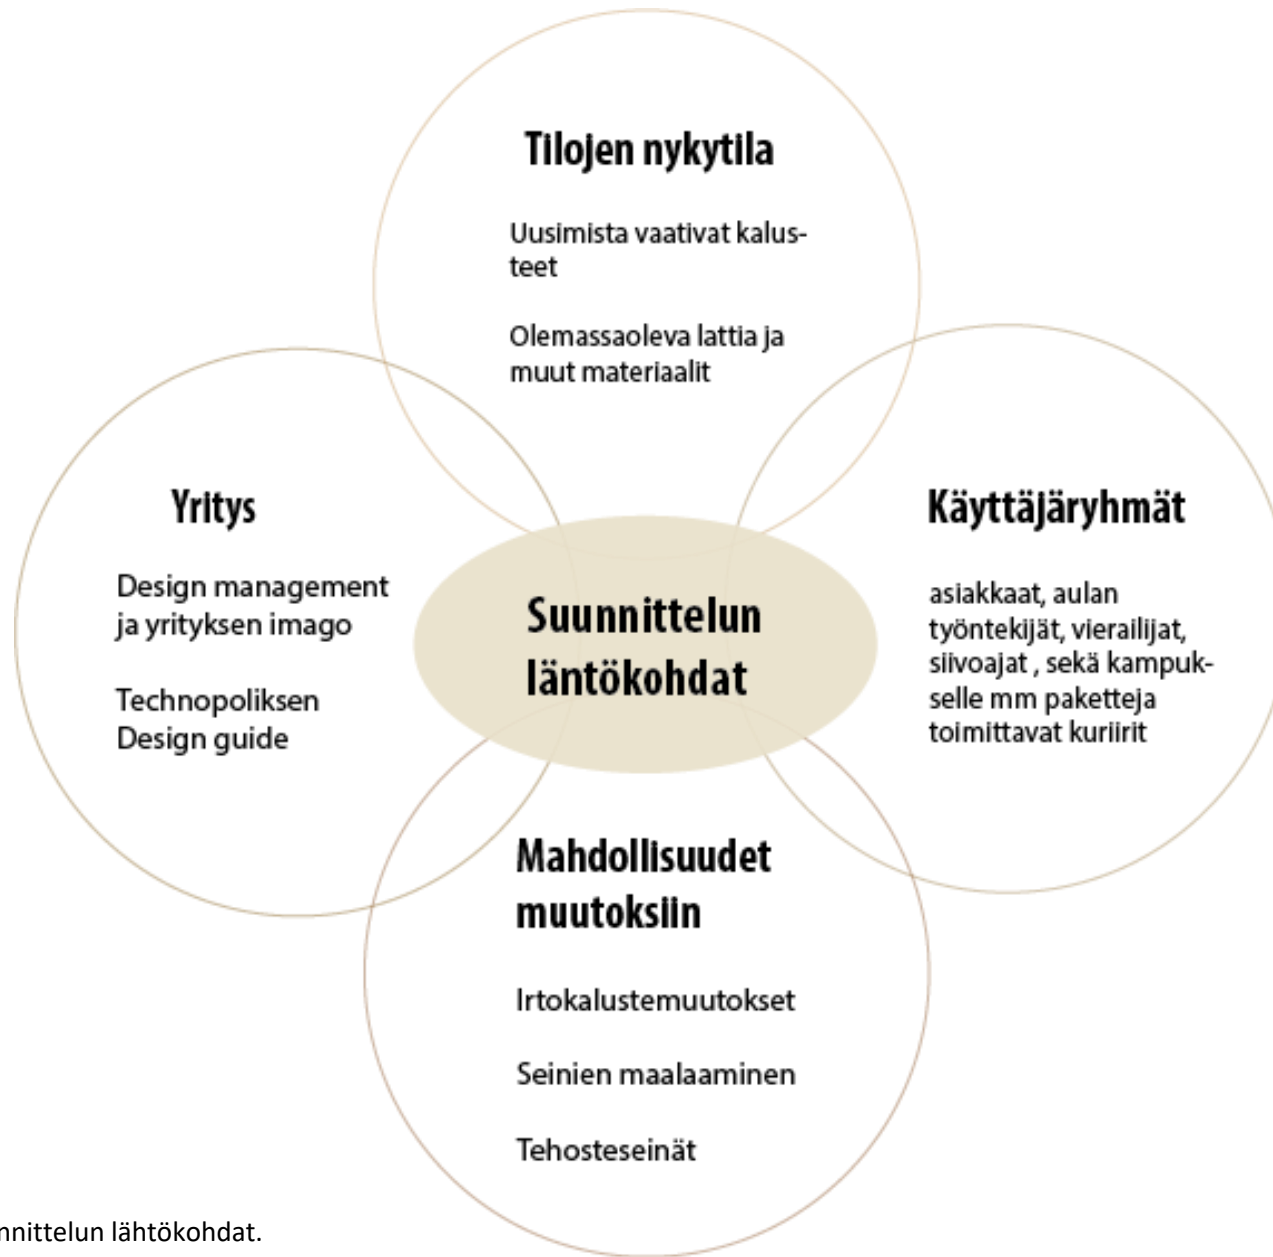 Tilojen nykytila
Uusimista vaativat kalus-
teet
Olemassaoleva lattia ja
muut materiaalit
Yritys
Design management
ja yrityksen imago
Technopoliksen
Design guide
Suunnittelun
läntökohdat
Käyttäjäryhmät
asiakkaat, aulan
työntekijät, vierailijat,
siivoajat , sekä kampuk-
selle mm paketteja
toimittavat kuriirit
Mahdollisuudet
muutoksiin
Irtokalustemuutokset
Seinien maalaaminen
Tehosteseinät
nnittelun lähtökohdat.